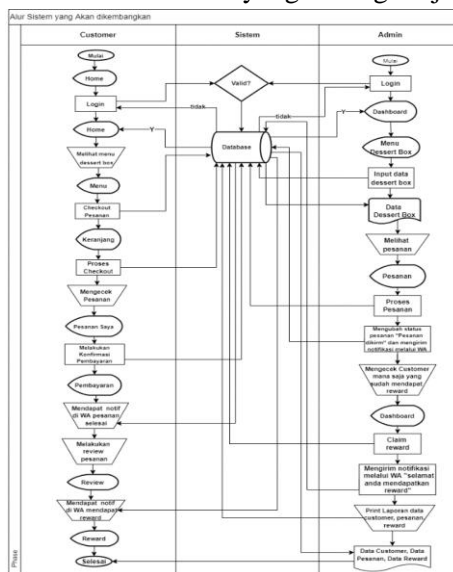 Alur Sistem yang Akan dikembangkan
Customer
Sistem
Admin
Mulai
Home
Login
Home
Melihat menu
dessert box
Menu
Checkout
Pesanan
Keranjang
Proses
Checkout
Mengecek
Pesanan
Pesanan Saya
Melakukan
Konfirmasi
Pembayaran
Pembayaran
Mendapat notif
di WA pesanan
selesai
Melakukan
review
pesanan
Review
Mendapat notif
di WA mendapat
reward
Reward
Selesai
Valid?
tidak
tidak
Y
Y
Database
Mulai
Login
Dashboard
Menu
Dessert Box
Input data
dessert box
Data
Dessert Box
Melihat
pesanan
Pesanan
Proses
Pesanan
Mengubah status
pesanan "Pesanan
dikirm" dan mengirim
notifikasi melalui WA
Mengecek Customer
mana saja yang
sudah mendapat
reward
Dashboard
Claim
reward
Mengirim notifikasi
melalui WA "selamat
anda mendapatkan
reward"
Print Laporan data
customer, pesanan,
reward
Data Customer, Data
Pesanan, Data Reward
Phase